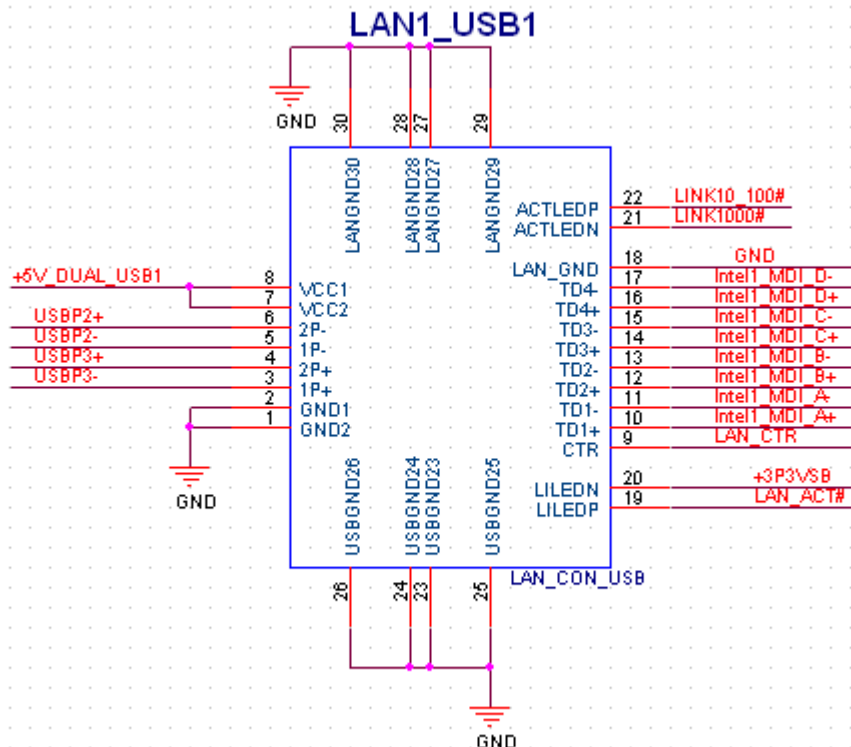 LAN1_USB1
GND
30
28
27
29
LANGND30
LANGND28
LANGND27
LANGND29
ACTLEDP 22 LINK10_100#
ACTLEDN 21 LINK1000#
LAN_GND 18 GND
TD4- 17 Intel1_MDI_D-
TD4+ 16 Intel1_MDI_D+
TD3- 15 Intel1_MDI_C-
TD3+ 14 Intel1_MDI_C+
TD2- 13 Intel1_MDI_B-
TD2+ 12 Intel1_MDI_B+
TD1- 11 Intel1_MDI_A-
TD1+ 10 Intel1_MDI_A+
CTR 9 LAN_CTR
LILEDN 20 +3P3VSB
LILEDP 19 LAN_ACT#
+5V_DUAL_USB1 8 VCC1
7 VCC2
USBP2+ 6 2P-
USBP2- 5 1P-
USBP3+ 4 2P+
USBP3- 3 1P+
2 GND1
1 GND2
GND
USBGND26
USBGND24
USBGND23
USBGND25
LAN_CON_USB
26
24
23
25
GND